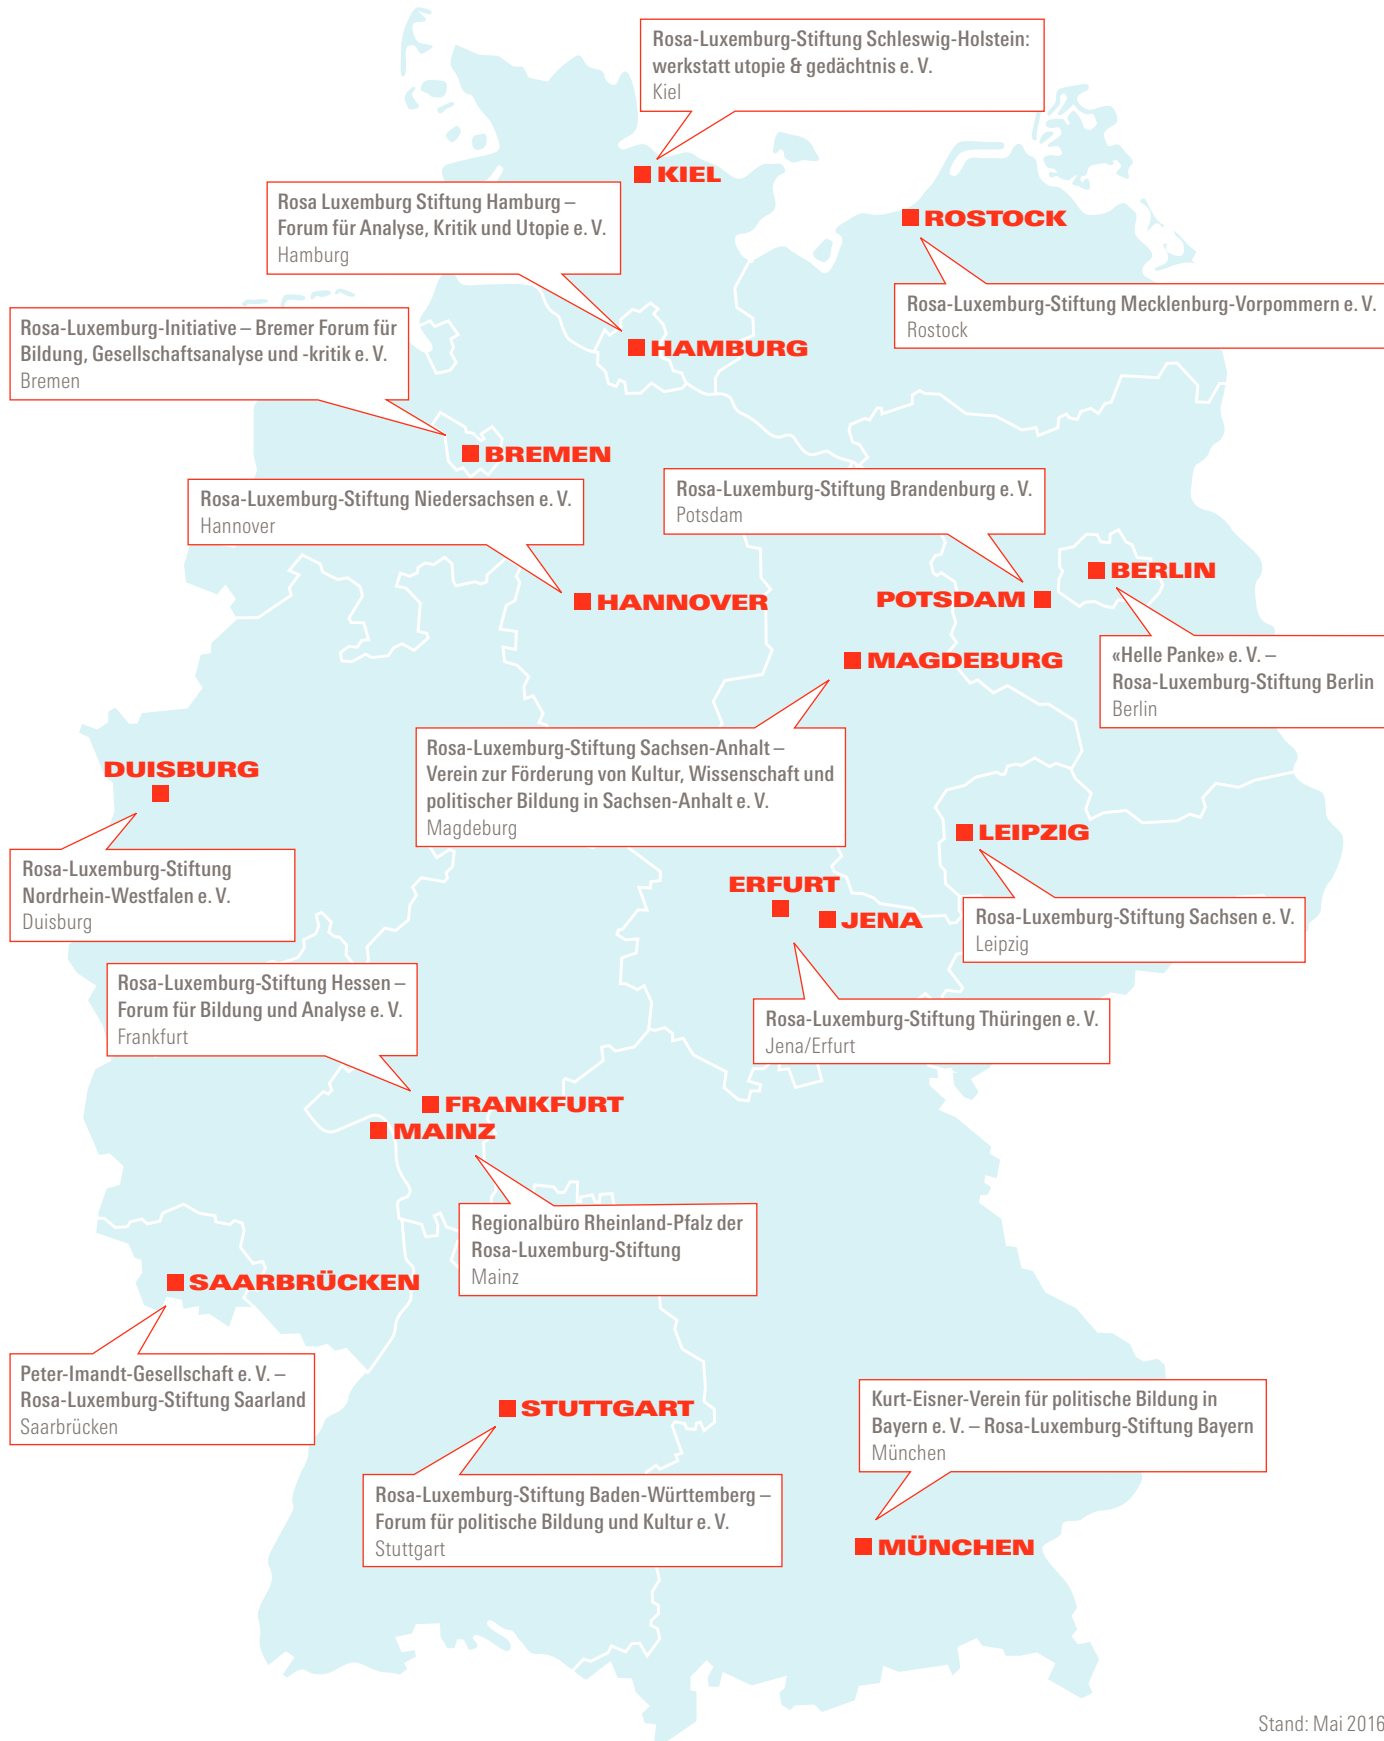 Rosa-Luxemburg-Stiftung Schleswig-Holstein:
werkstatt utopie & gedächtnis e. V.
Kiel
KIEL
Rosa Luxemburg Stiftung Hamburg –
Forum für Analyse, Kritik und Utopie e. V.
Hamburg
ROSTOCK
Rosa-Luxemburg-Stiftung Mecklenburg-Vorpommern e. V.
Rostock
Rosa-Luxemburg-Initiative – Bremer Forum für
Bildung, Gesellschaftsanalyse und -kritik e. V.
Bremen
HAMBURG
BREMEN
Rosa-Luxemburg-Stiftung Niedersachsen e. V.
Hannover
Rosa-Luxemburg-Stiftung Brandenburg e. V.
Potsdam
BERLIN
HANNOVER
POTSDAM
«Helle Panke» e. V. –
Rosa-Luxemburg-Stiftung Berlin
Berlin
MAGDEBURG
Rosa-Luxemburg-Stiftung Sachsen-Anhalt –
Verein zur Förderung von Kultur, Wissenschaft und
politischer Bildung in Sachsen-Anhalt e. V.
Magdeburg
DUISBURG
Rosa-Luxemburg-Stiftung
Nordrhein-Westfalen e. V.
Duisburg
LEIPZIG
ERFURT
JENA
Rosa-Luxemburg-Stiftung Sachsen e. V.
Leipzig
Rosa-Luxemburg-Stiftung Hessen –
Forum für Bildung und Analyse e. V.
Frankfurt
Rosa-Luxemburg-Stiftung Thüringen e. V.
Jena/Erfurt
FRANKFURT
MAINZ
Regionalbüro Rheinland-Pfalz der
Rosa-Luxemburg-Stiftung
Mainz
SAARBRÜCKEN
Peter-Imandt-Gesellschaft e. V. –
Rosa-Luxemburg-Stiftung Saarland
Saarbrücken
STUTTGART
Kurt-Eisner-Verein für politische Bildung in
Bayern e. V. – Rosa-Luxemburg-Stiftung Bayern
München
Rosa-Luxemburg-Stiftung Baden-Württemberg –
Forum für politische Bildung und Kultur e. V.
Stuttgart
MÜNCHEN
Stand: Mai 2016